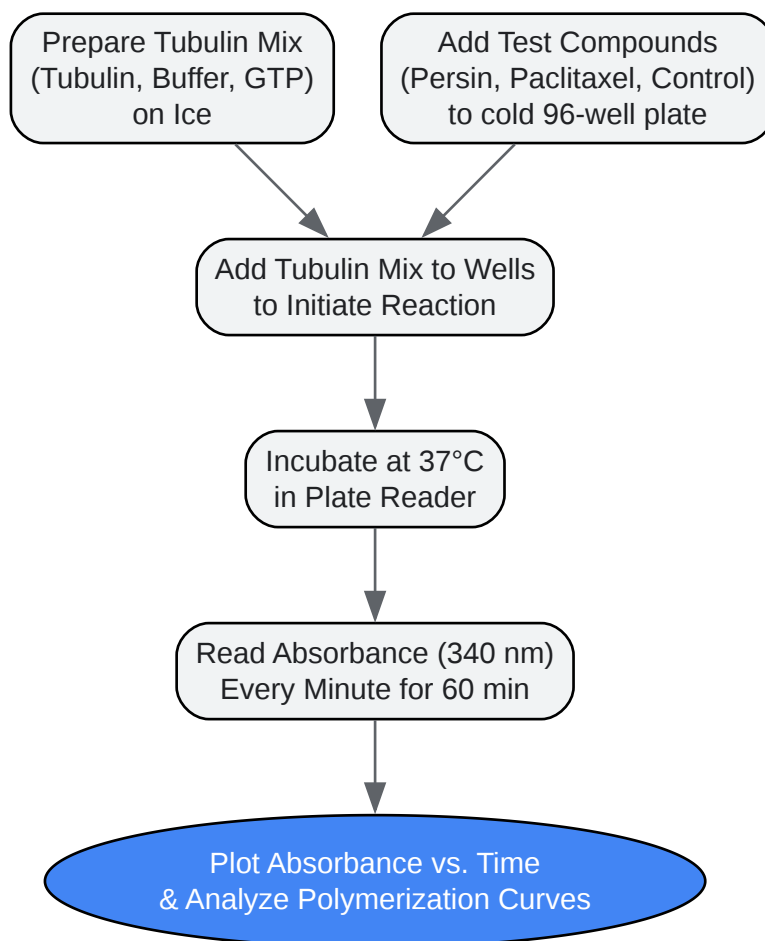 Prepare Tubulin Mix
(Tubulin, Buffer, GTP)
on Ice
Add Test Compounds
(Persin, Paclitaxel, Control)
to cold 96-well plate
Add Tubulin Mix to Wells
to Initiate Reaction
Incubate at 37°C
in Plate Reader
Read Absorbance (340 nm)
Every Minute for 60 min
Plot Absorbance vs. Time
& Analyze Polymerization Curves